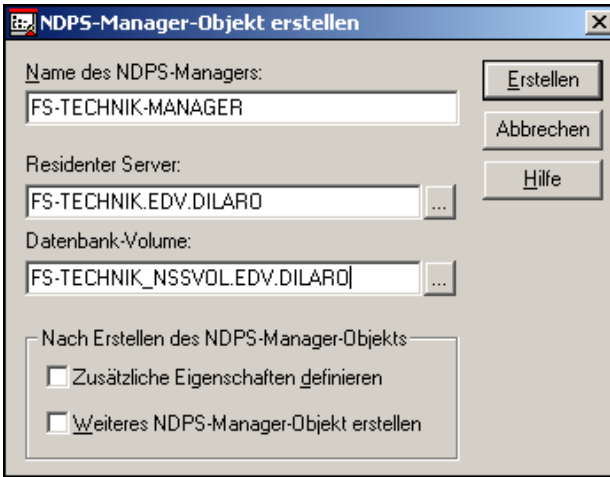 NDPS-Manager-Objekt erstellen
Name des NDPS-Managers:
FS-TECHNIK-MANAGER
Erstellen
Abbrechen
Hilfe
Residenter Server:
FS-TECHNIK.EDV.DILARO
...
Datenbank-Volume:
FS-TECHNIK_NSSVOL.EDV.DILARO
...
Nach Erstellen des NDPS-Manager-Objekts
Zusätzliche Eigenschaften definieren
Weiteres NDPS-Manager-Objekt erstellen